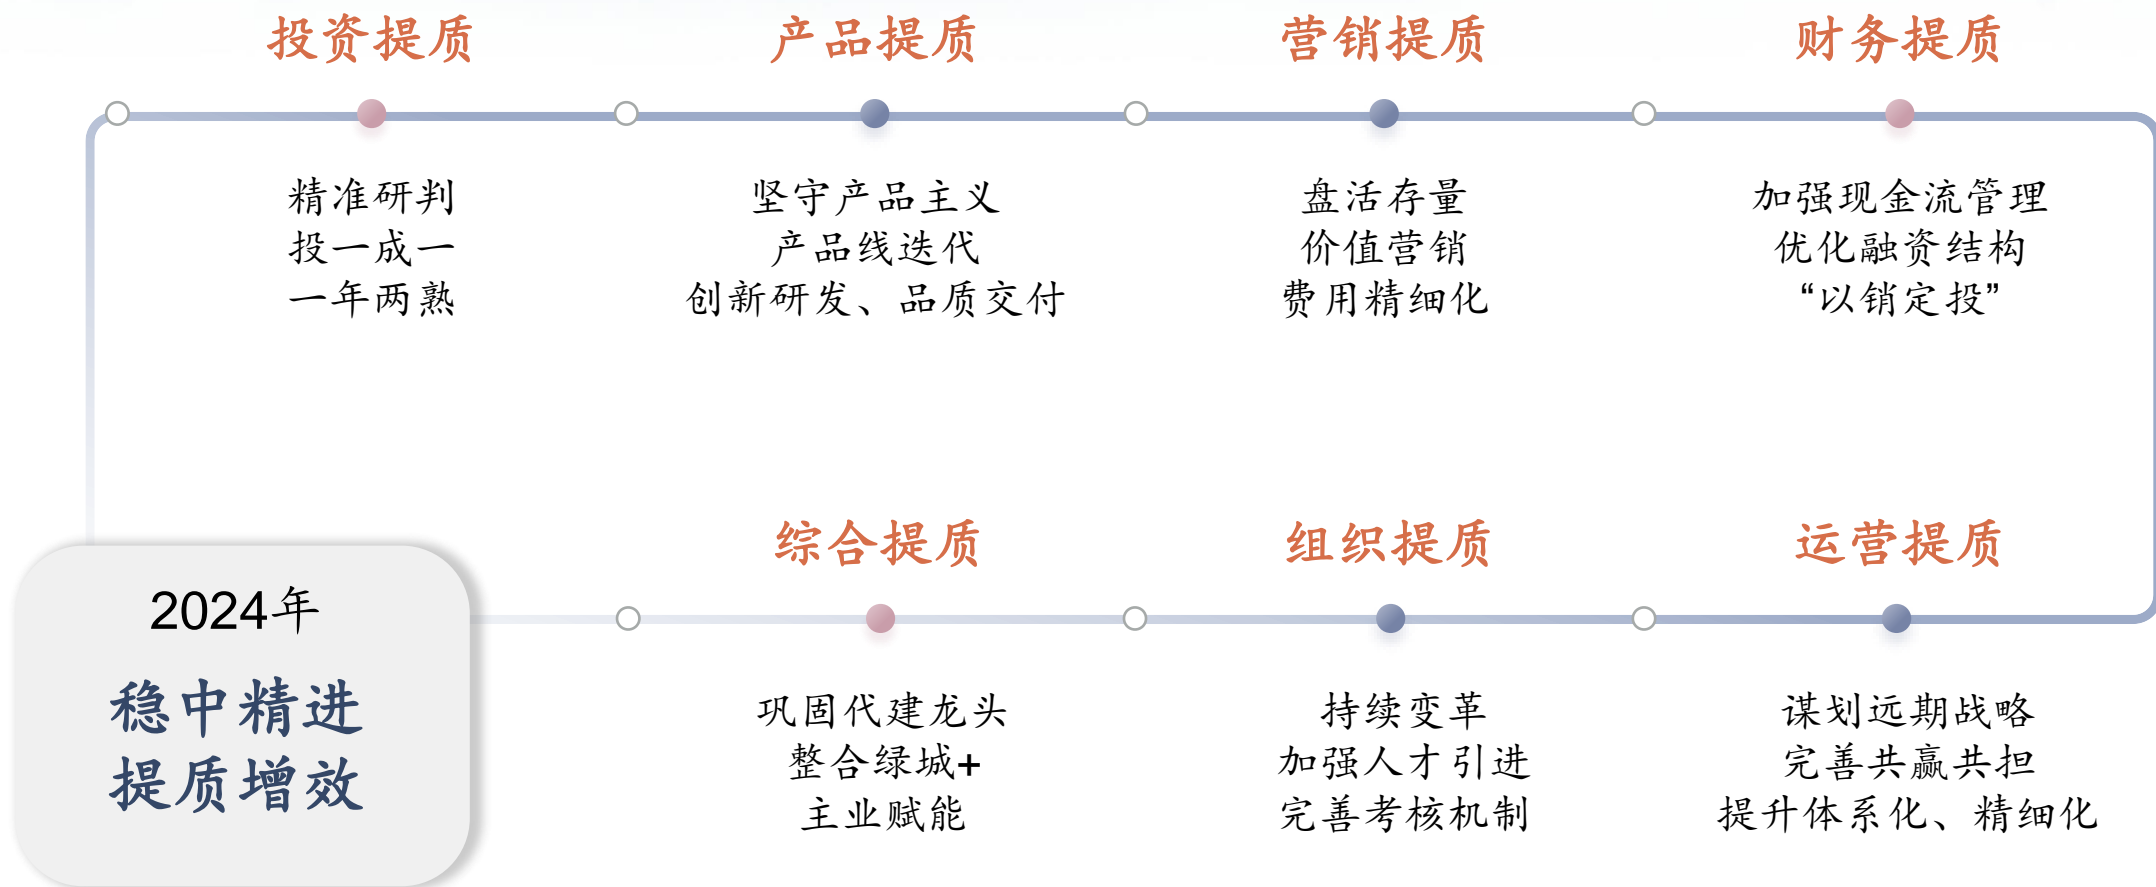 投资提质
精准研判
投一成一
一年两熟
产品提质
坚守产品主义
产品线迭代
创新研发、品质交付
营销提质
盘活存量
价值营销
费用精细化
财务提质
加强现金流管理
优化融资结构
“以销定投”
2024年
稳中精进
提质增效
综合提质
巩固代建龙头
整合绿城+
主业赋能
组织提质
持续变革
加强人才引进
完善考核机制
运营提质
谋划远期战略
完善共赢共担
提升体系化、精细化